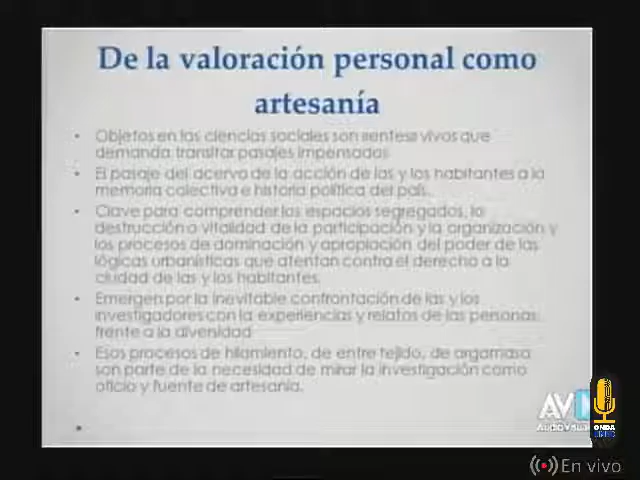 De la valoración personal como
artesanía
• Objetos en las ciencias sociales son entess vivos que
demanda transitar pasajes impensados
• El pasaje del acervo de la acción de las y los habitantes a la
memoria colectiva e historia política del país.
• Clave para comprender los espacios segregados, la
destrucción o vitalidad de la participación y la organización y
los procesos de dominación y apropiación del poder de las
lógicas urbanísticas que atentan contra el derecho a la
ciudad de las y los habitantes.
• Emergen por la inevitable confrontación de las y los
investigadores con la experiencias y relatos de las personas
frente a la diversidad
• Esos procesos de hilamiento, de entre tejido, de argamasa
son parte de la necesidad de mirar la investigación como
oficio y fuente de artesanía.
•
AV
ONDA
En vivo